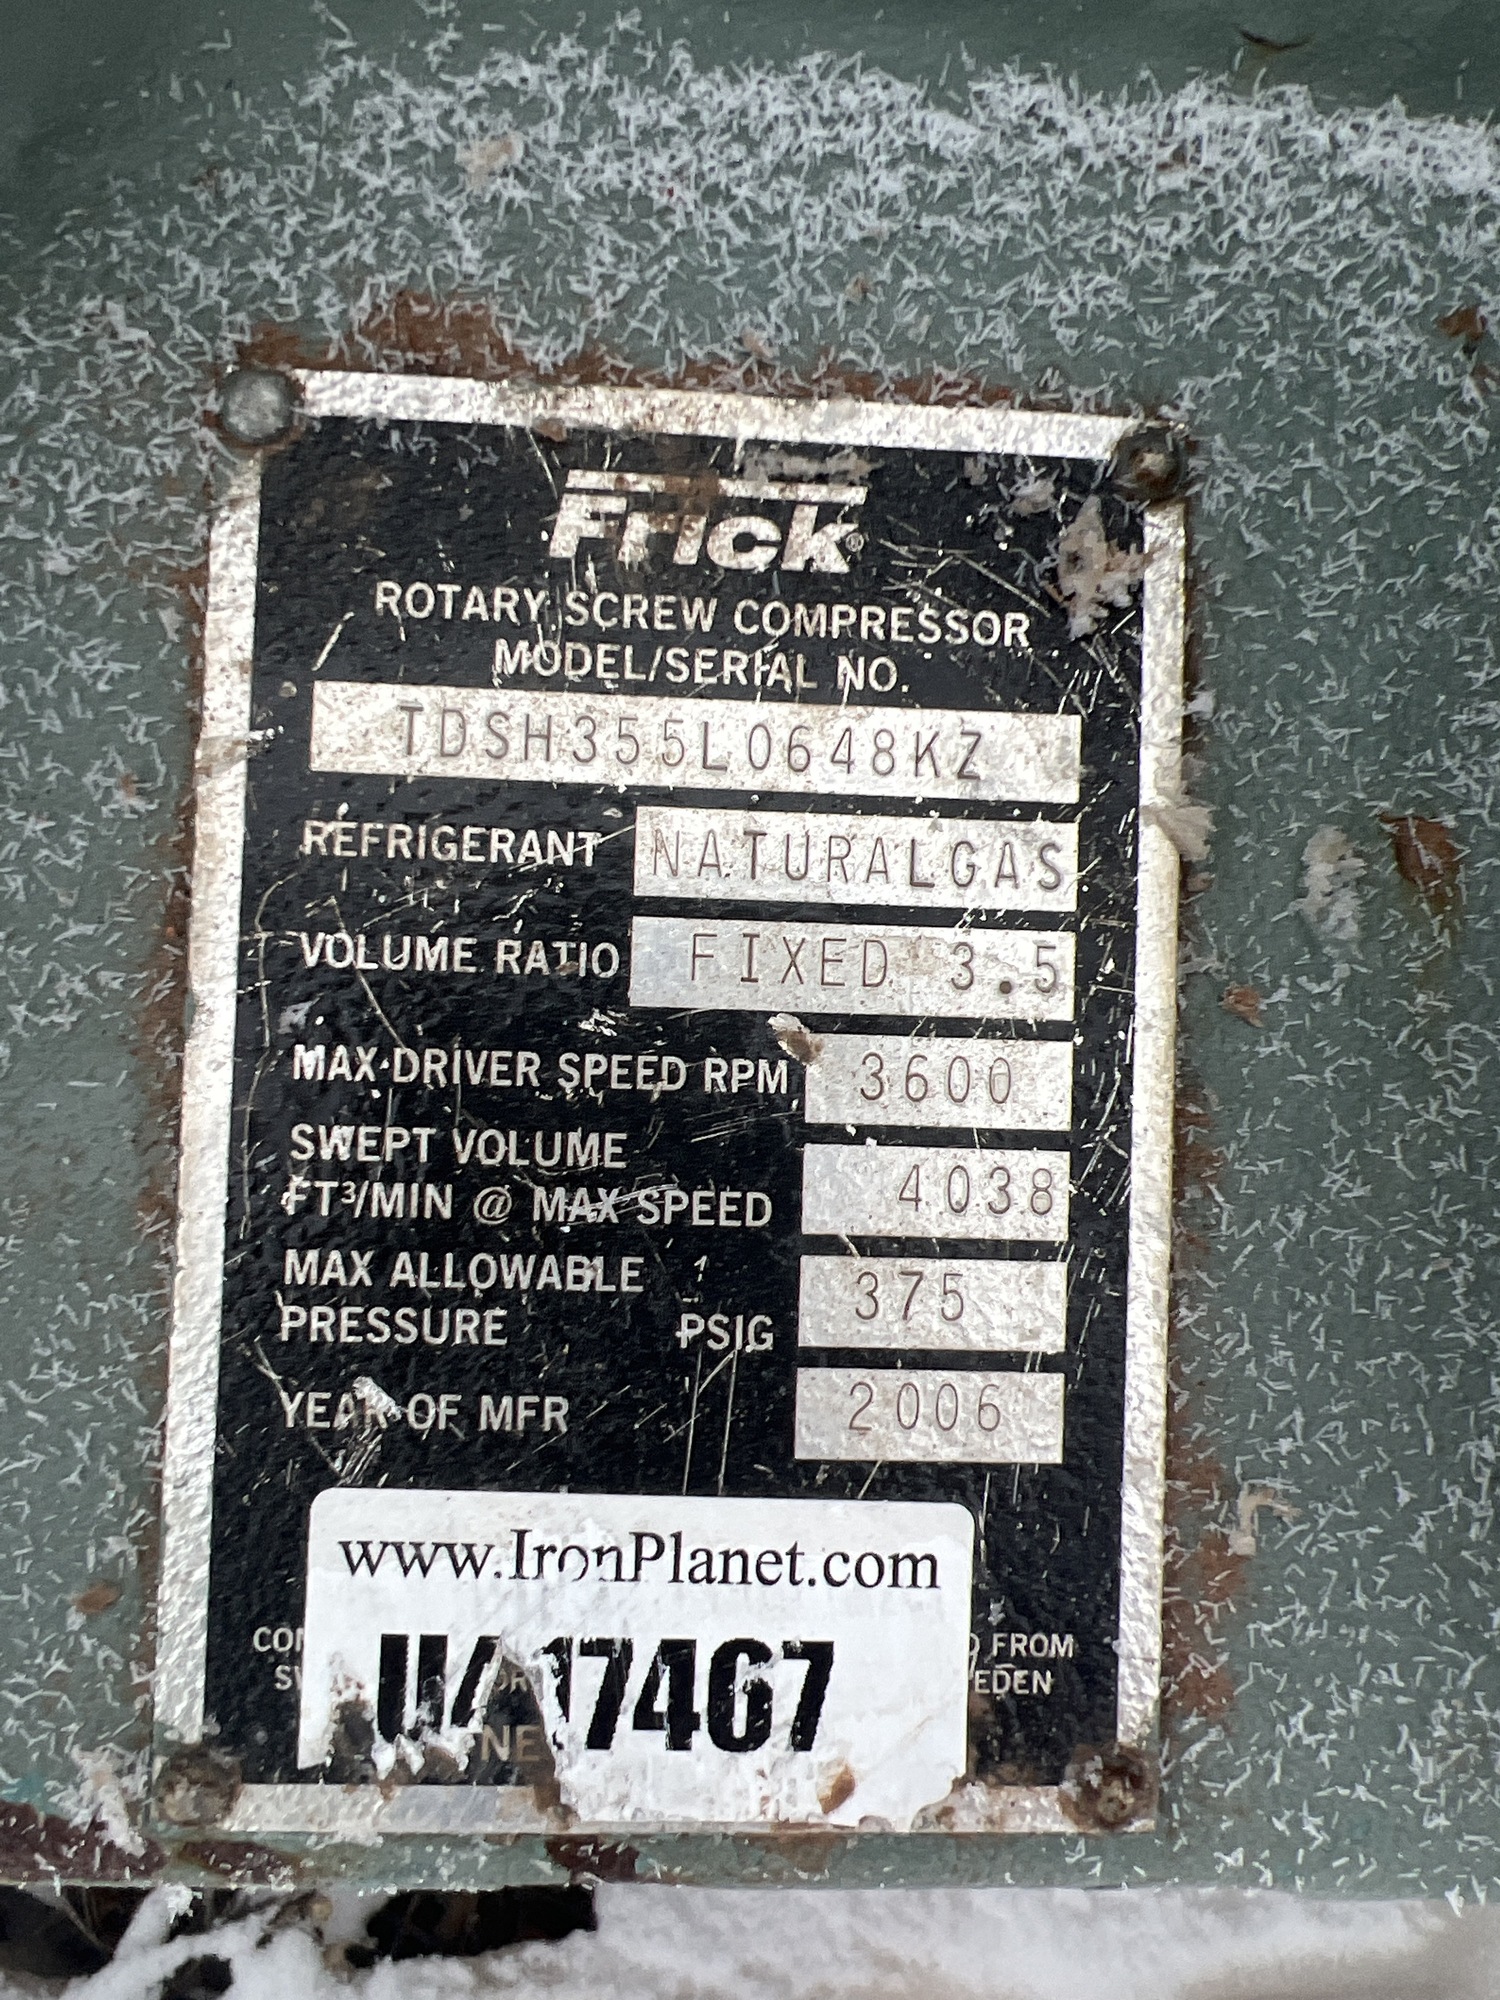 Frick®
ROTARY SCREW COMPRESSOR
MODEL/SERIAL NO.
TDSH355L0648KZ
REFRIGERANT NATURALGAS
VOLUME RATIO FIXED 3.5
MAX DRIVER SPEED RPM 3600
SWEPT VOLUME
FT³/MIN @ MAX SPEED 4038
MAX ALLOWABLE
PRESSURE PSIG 375
YEAR OF MFR 2006
www.IronPlanet.com
17467
FROM